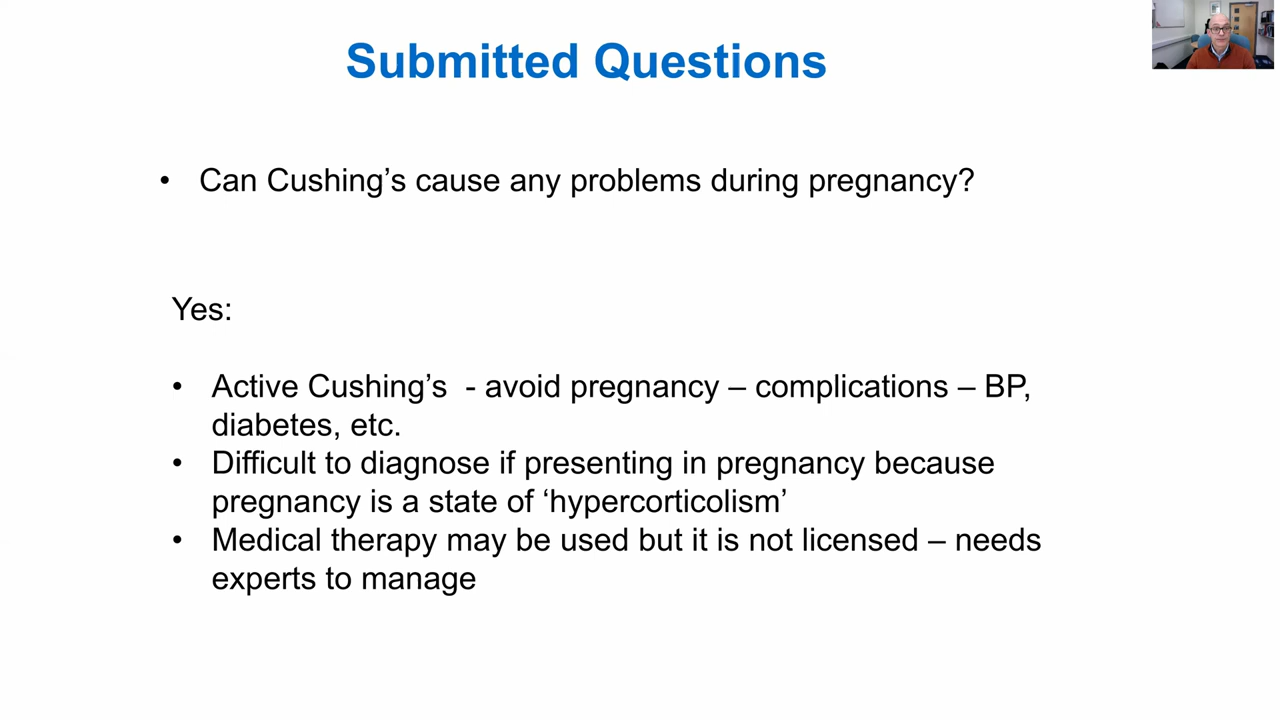 Submitted Questions
• Can Cushing’s cause any problems during pregnancy?
Yes:
• Active Cushing’s - avoid pregnancy – complications – BP,
diabetes, etc.
• Difficult to diagnose if presenting in pregnancy because
pregnancy is a state of ‘hypercorticolism’
• Medical therapy may be used but it is not licensed – needs
experts to manage